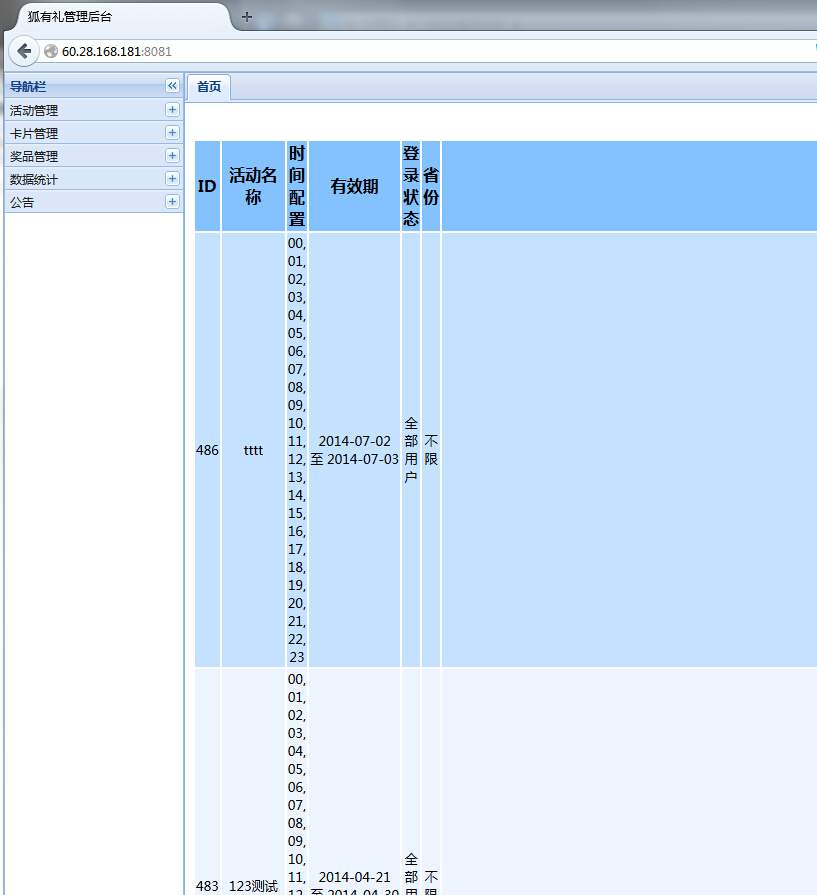 狐有礼管理后台
60.28.168.181:8081
导航栏
首页
活动管理
卡片管理
奖品管理
数据统计
公告
ID
活动名
称
时
间
配
置
有效期
登
录
状
态
省
份
486
tttt
00,
01,
02,
03,
04,
05,
06,
07,
08,
09,
10,
11,
12,
13,
14,
15,
16,
17,
18,
19,
20,
21,
22,
23
2014-07-02
至 2014-07-03
全
部
用
户
不
限
483
123测试
00,
01,
02,
03,
04,
05,
06,
07,
08,
09,
10,
11,
12
2014-04-21
至 2014-04-30
全
部
用
不
限